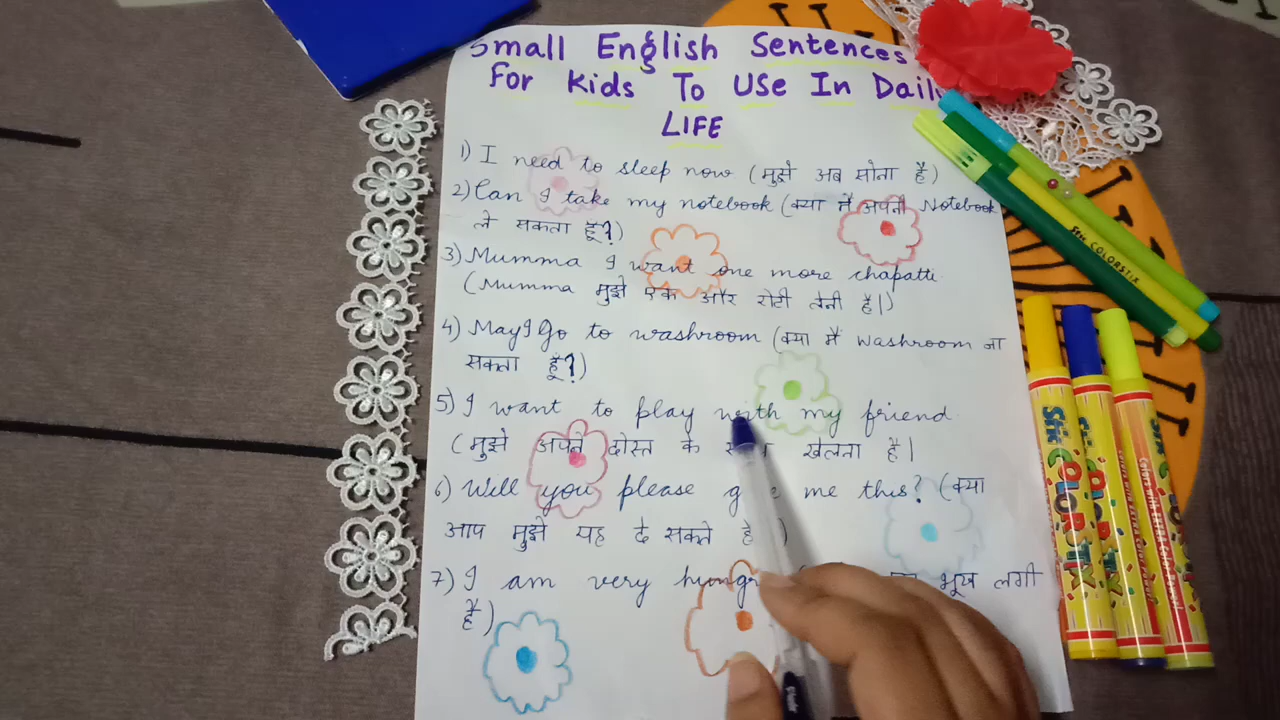 Small English Sentences
For Kids To Use In Daily
LIFE
1) I need to sleep now (मुझे अब सोना है)
2) Can I take my notebook (क्या मैं अपनी Notebook
ले सकता हूँ?)
3) Mumma I want one more chapatti.
(Mumma मुझे एक और रोटी लेनी है।)
4) May I Go to washroom (क्या मैं washroom जा
सकता हूँ?)
5) I want to play with my friend.
(मुझे अपने दोस्त के खेलना है।
6) Will you please me this? (क्या
आप मुझे यह दे सकते है )
7) I am very भूख लगी
है)
STIC COLORSTIX
Stic COLORSTIX